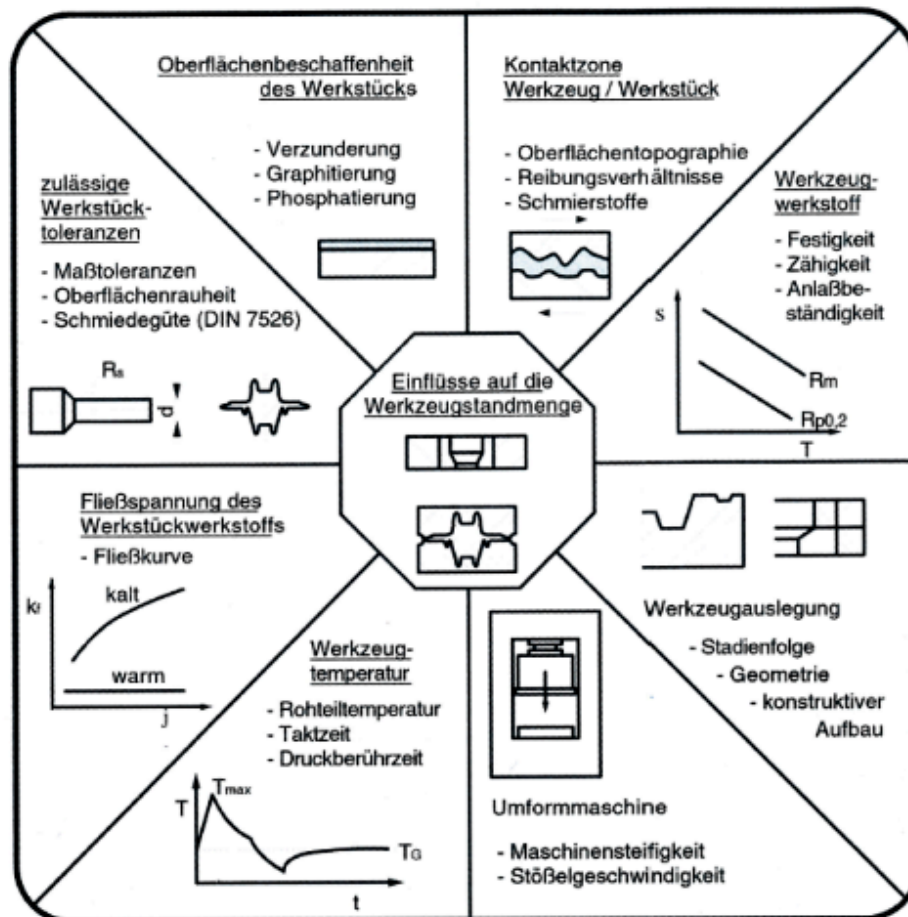 Oberflächenbeschaffenheit
des Werkstücks
- Verzunderung
- Graphitierung
- Phosphatierung
Kontaktzone
Werkzeug / Werkstück
- Oberflächentopographie
- Reibungsverhältnisse
- Schmierstoffe
zulässige
Werkstück-
toleranzen
- Maßtoleranzen
- Oberflächenrauheit
- Schmiedegüte (DIN 7526)
Ra
d
Werkzeug-
werkstoff
- Festigkeit
- Zähigkeit
- Anlaßbe-
ständigkeit
S
Rm
Rp0,2
T
Einflüsse auf die
Werkzeugstandmenge
Fließspannung des
Werkstückwerkstoffs
- Fließkurve
kf
kalt
warm
j
Werkzeug-
temperatur
- Rohteiltemperatur
- Taktzeit
- Druckberührzeit
T
Tmax
TG
t
Umformmaschine
- Maschinensteifigkeit
- Stößelgeschwindigkeit
Werkzeugauslegung
- Stadienfolge
- Geometrie
- konstruktiver
Aufbau